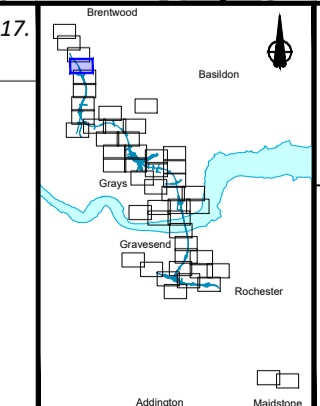 17.
Brentwood
Basildon
Grays
Gravesend
Rochester
Addington
Maidstone